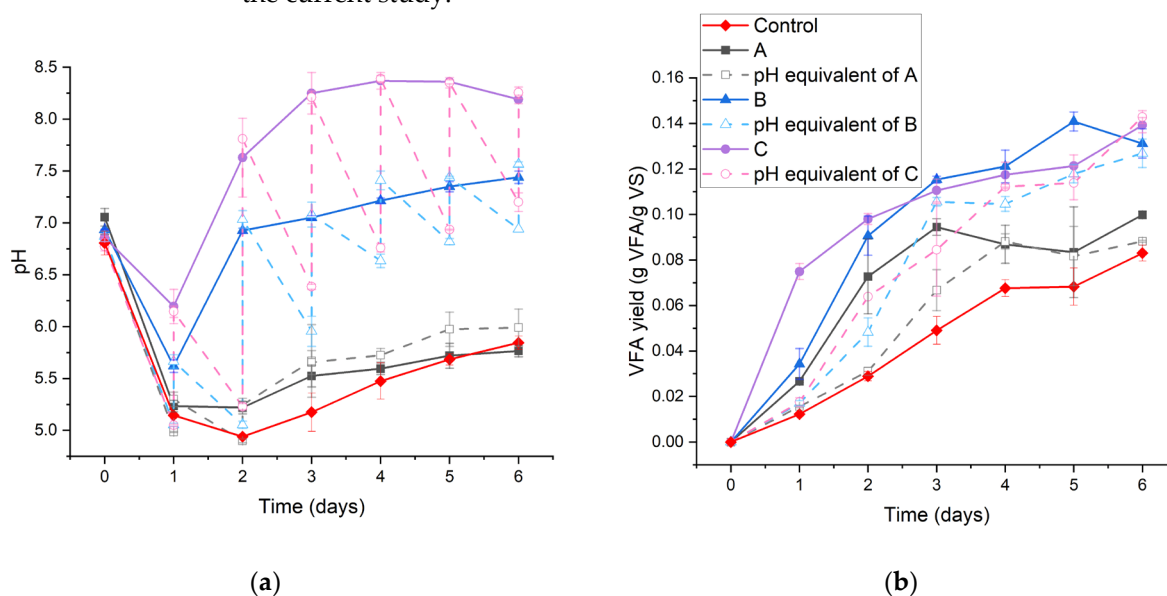 the current study.
8.5
8.0
7.5
7.0
6.5
6.0
5.5
5.0
pH
0 1 2 3 4 5 6
Time (days)
(a)
Control
A
pH equivalent of A
B
pH equivalent of B
C
pH equivalent of C
0.16
0.14
0.12
0.10
0.08
0.06
0.04
0.02
0.00
VFA yield (g VFA/g VS)
0 1 2 3 4 5 6
Time (days)
(b)